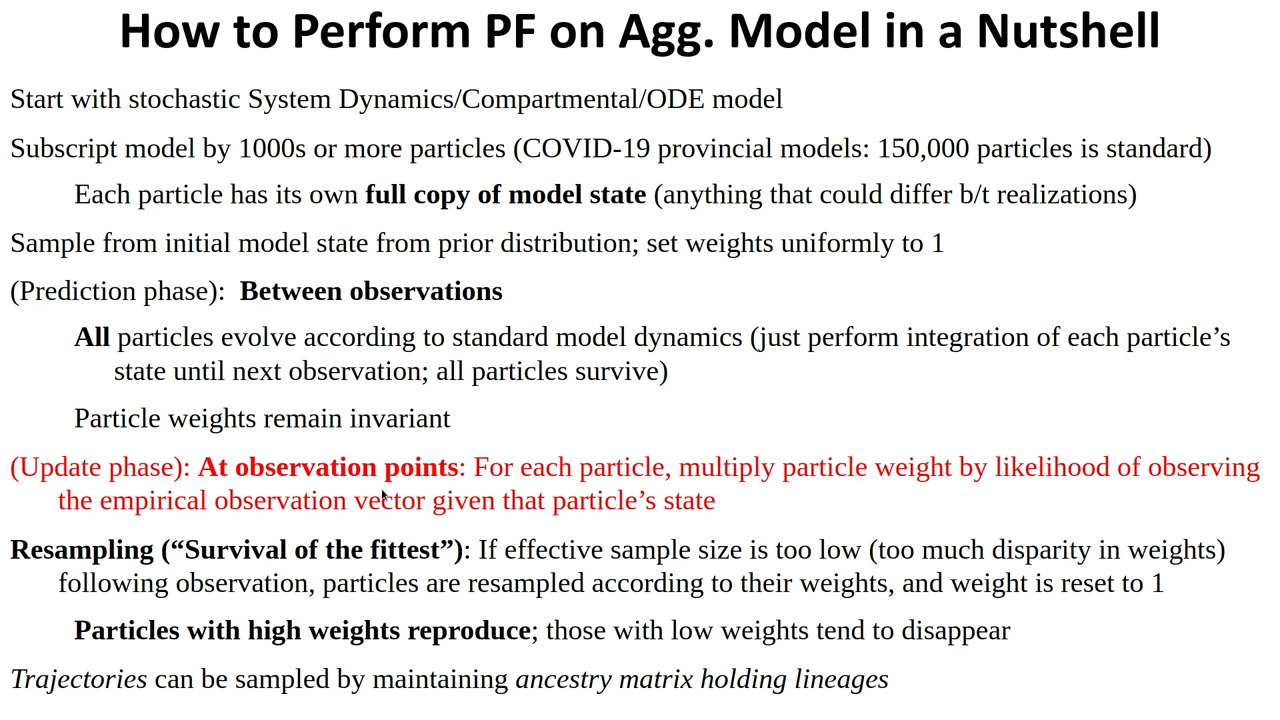 How to Perform PF on Agg. Model in a Nutshell
Start with stochastic System Dynamics/Compartmental/ODE model
Subscript model by 1000s or more particles (COVID-19 provincial models: 150,000 particles is standard)
Each particle has its own full copy of model state (anything that could differ b/t realizations)
Sample from initial model state from prior distribution; set weights uniformly to 1
(Prediction phase):  Between observations
All particles evolve according to standard model dynamics (just perform integration of each particle’s
state until next observation; all particles survive)
Particle weights remain invariant
(Update phase): At observation points: For each particle, multiply particle weight by likelihood of observing
the empirical observation vector given that particle’s state
Resampling (“Survival of the fittest”): If effective sample size is too low (too much disparity in weights)
following observation, particles are resampled according to their weights, and weight is reset to 1
Particles with high weights reproduce; those with low weights tend to disappear
Trajectories can be sampled by maintaining ancestry matrix holding lineages